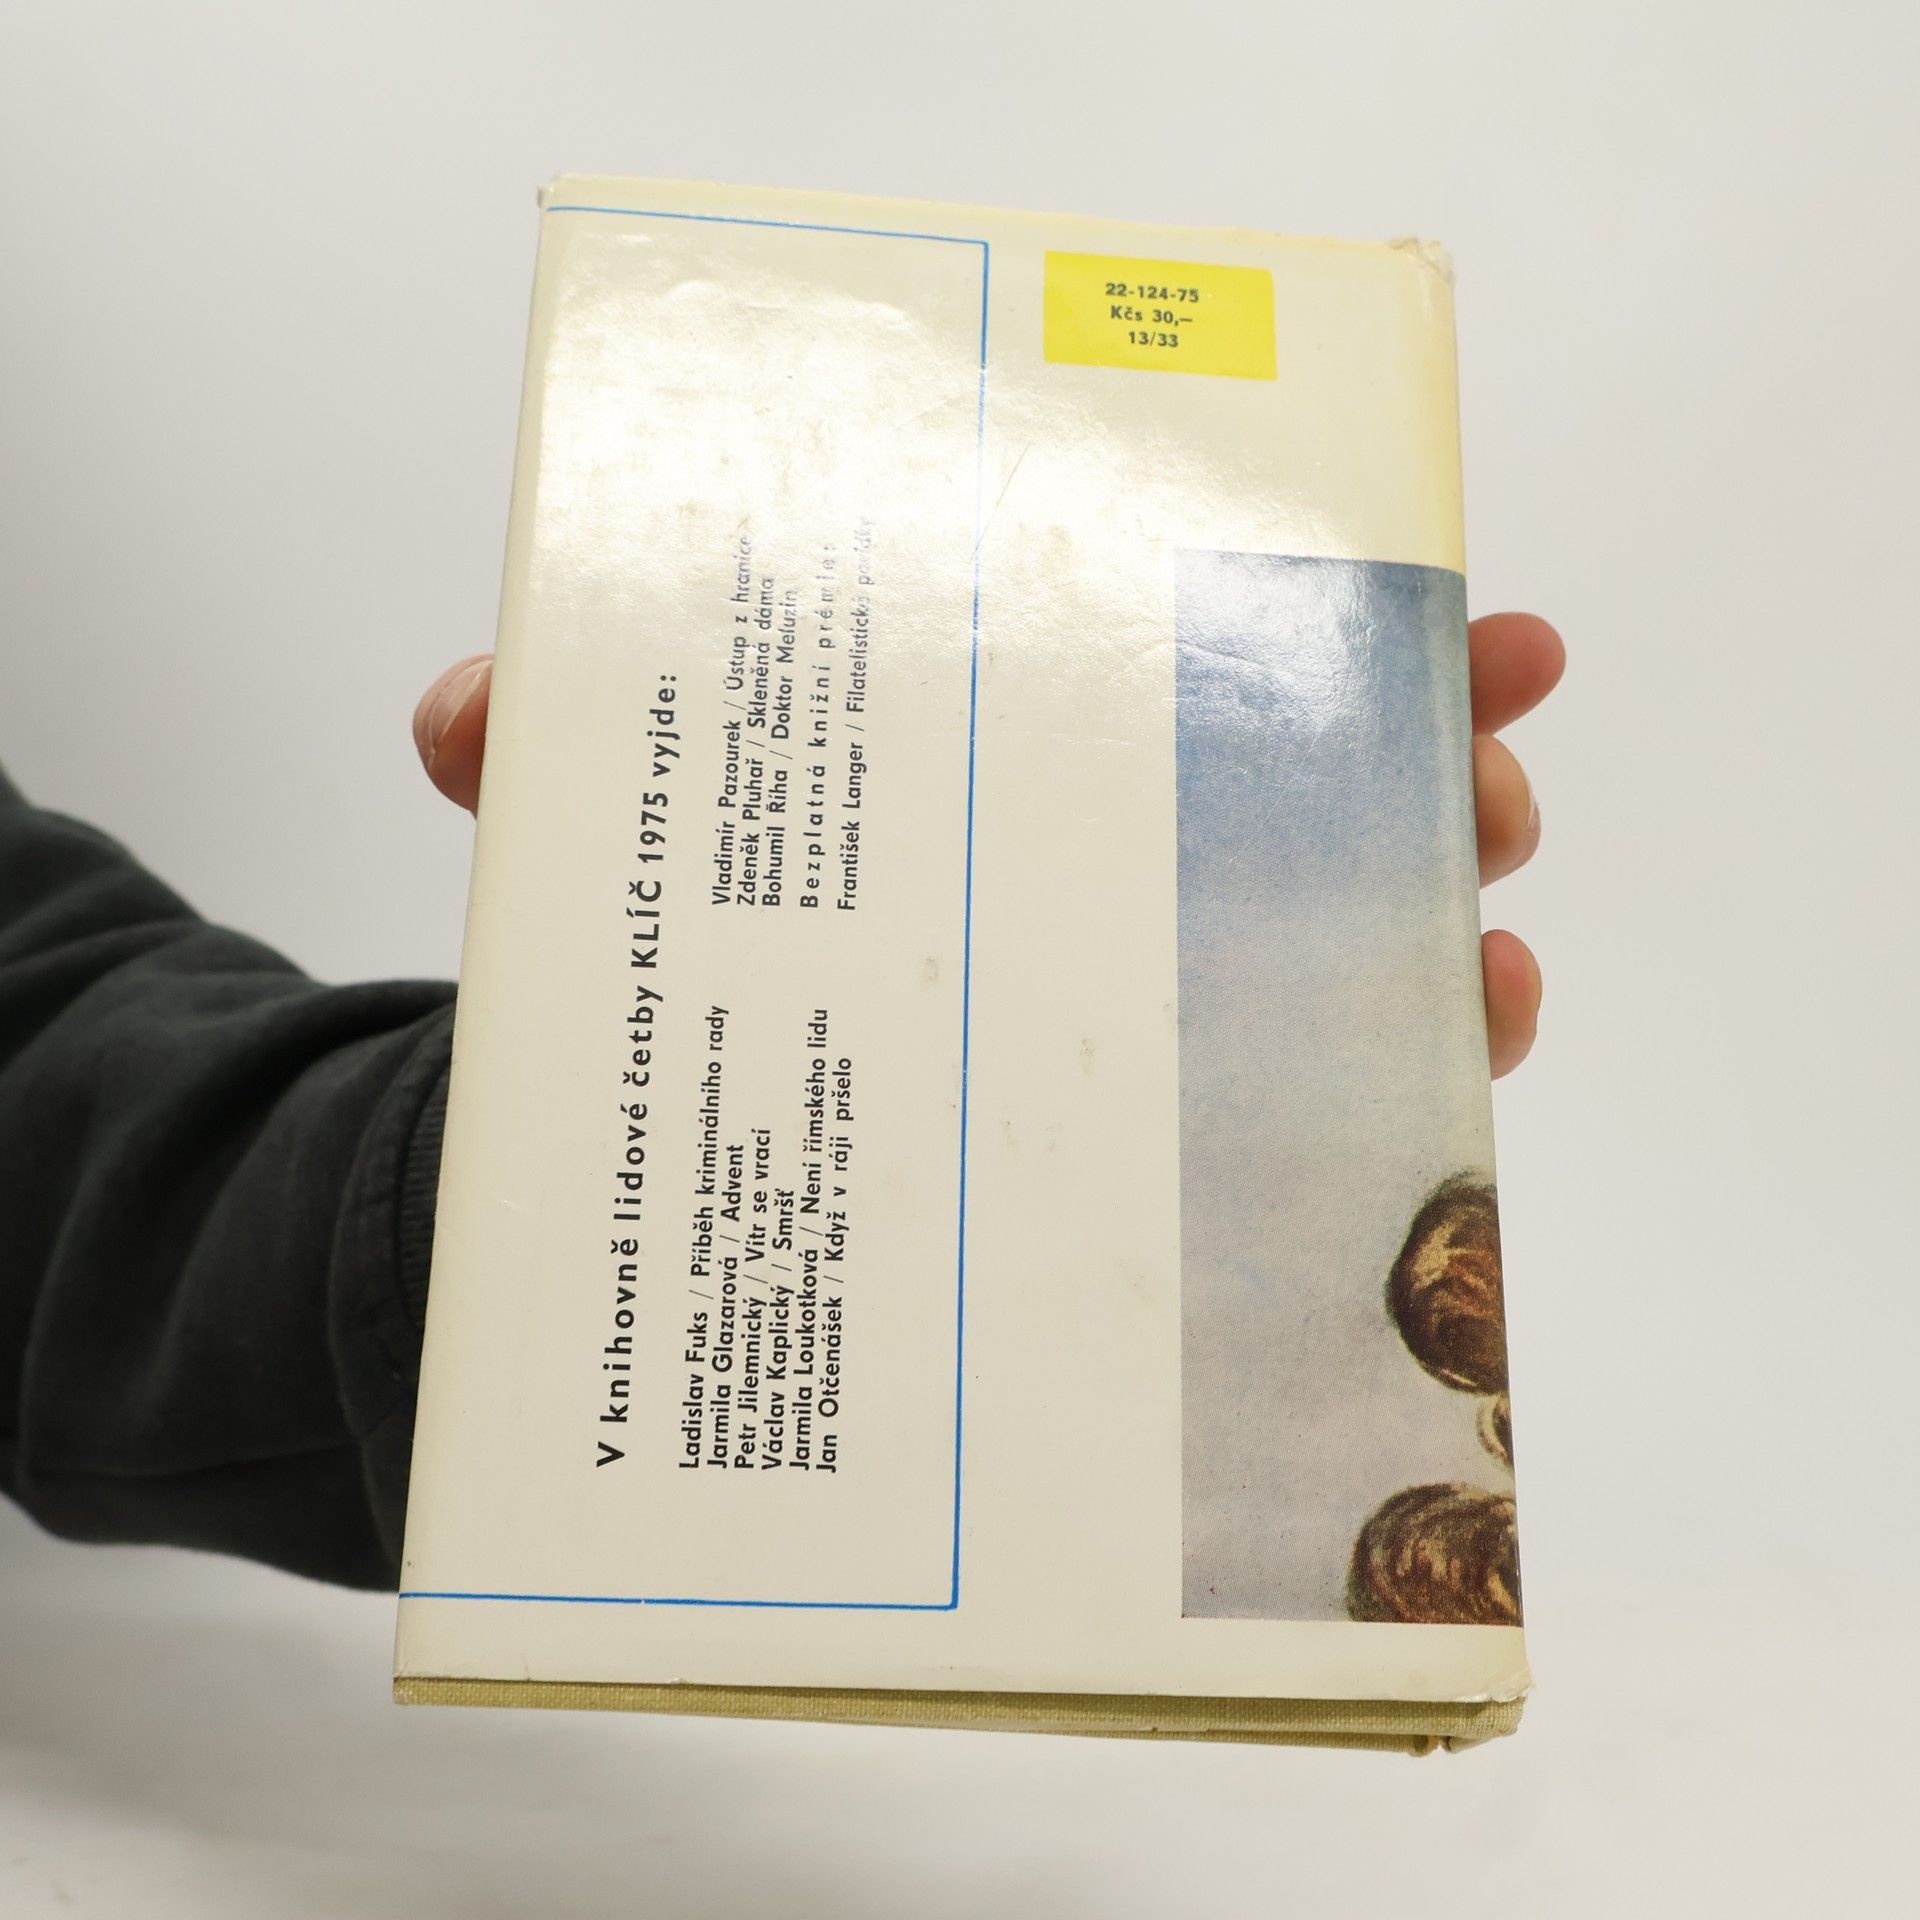 22-124-75
Kčs 30,—
13/33
V knihovně lidové četby KLÍČ 1975 vyjde:
Ladislav Fuks / Příběh kriminálního rady
Jarmila Glazarová / Advent
Petr Jilemnický / Vítr se vrací
Václav Kaplický / Smršť
Jarmila Loukotková / Není římského lidu
Jan Otčenášek / Když v ráji pršelo
Vladimír Pazourek / Ústup z hranice
Zdeněk Pluhař / Skleněná dáma
Bohumil Říha / Doktor Meluzin
Bezplatná knižní prémie:
František Langer / Filatelistické povídky